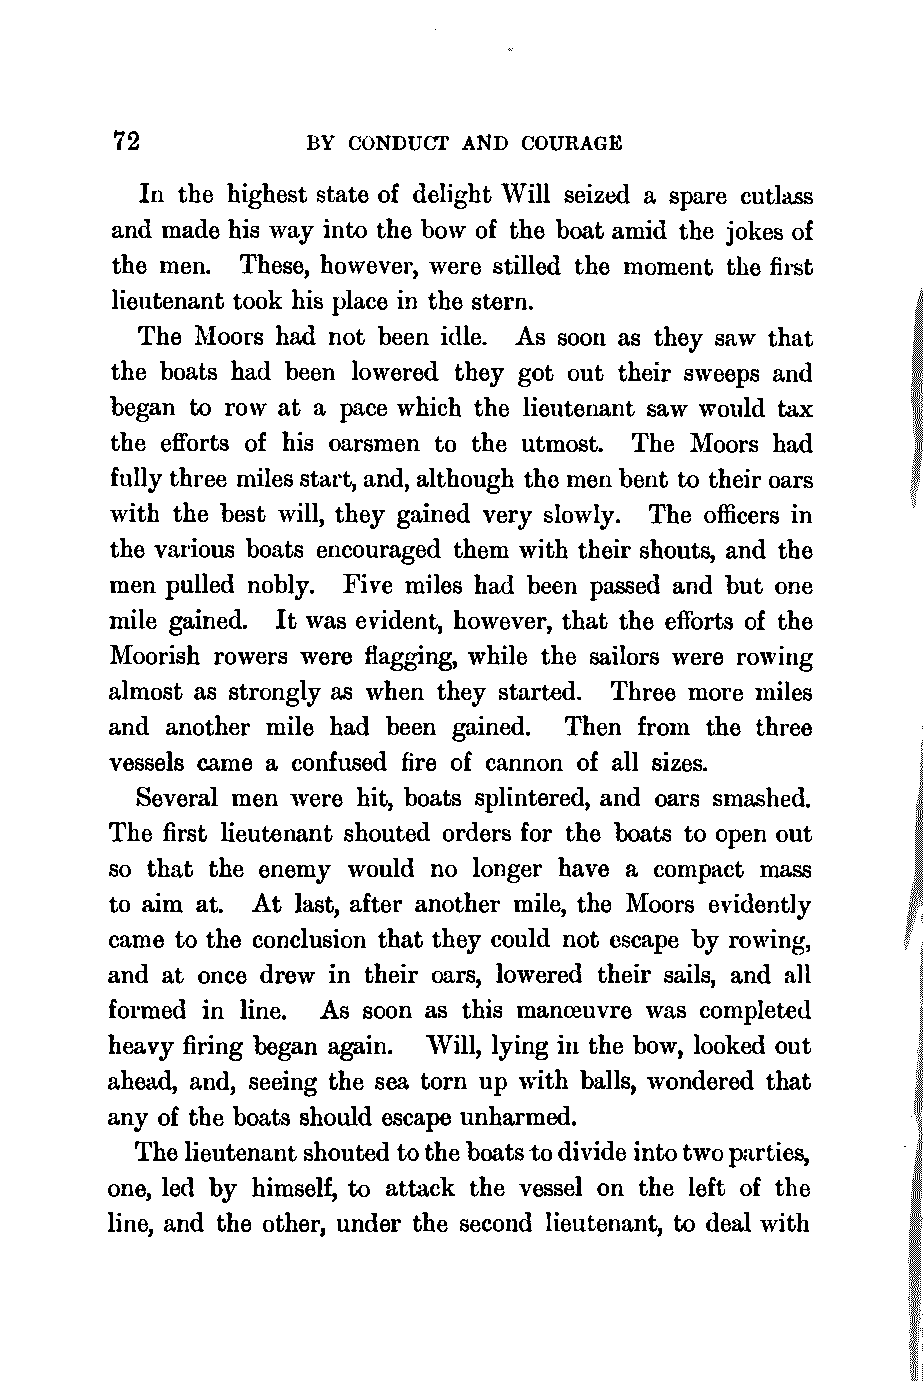 72 BY CONDUCT AND COURAGE
In the highest state of delight Will seized a spare cutlass
and made his way into the bow of the boat amid the jokes of
the men. These, however, were stilled the moment the first
lieutenant took his place in the stern.
The Moors had not been idle. As soon as they saw that
the boats had been lowered they got out their sweeps and
began to row at a pace which the lieutenant saw would tax
the efforts of his oarsmen to the utmost. The Moors had
fully three miles start, and, although the men bent to their oars
with the best will, they gained very slowly. The officers in
the various boats encouraged them with their shouts, and the
men pulled nobly. Five miles had been passed and but one
mile gained. It was evident, however, that the efforts of the
Moorish rowers were flagging, while the sailors were rowing
almost as strongly as when they started. Three more miles
and another mile had been gained. Then from the three
vessels came a confused fire of cannon of all sizes.
Several men were hit, boats splintered, and oars smashed.
The first lieutenant shouted orders for the boats to open out
so that the enemy would no longer have a compact mass
to aim at. At last, after another mile, the Moors evidently
came to the conclusion that they could not escape by rowing,
and at once drew in their oars, lowered their sails, and all
formed in line. As soon as this manœuvre was completed
heavy firing began again. Will, lying in the bow, looked out
ahead, and, seeing the sea torn up with balls, wondered that
any of the boats should escape unharmed.
The lieutenant shouted to the boats to divide into two parties,
one, led by himself, to attack the vessel on the left of the
line, and the other, under the second lieutenant, to deal with